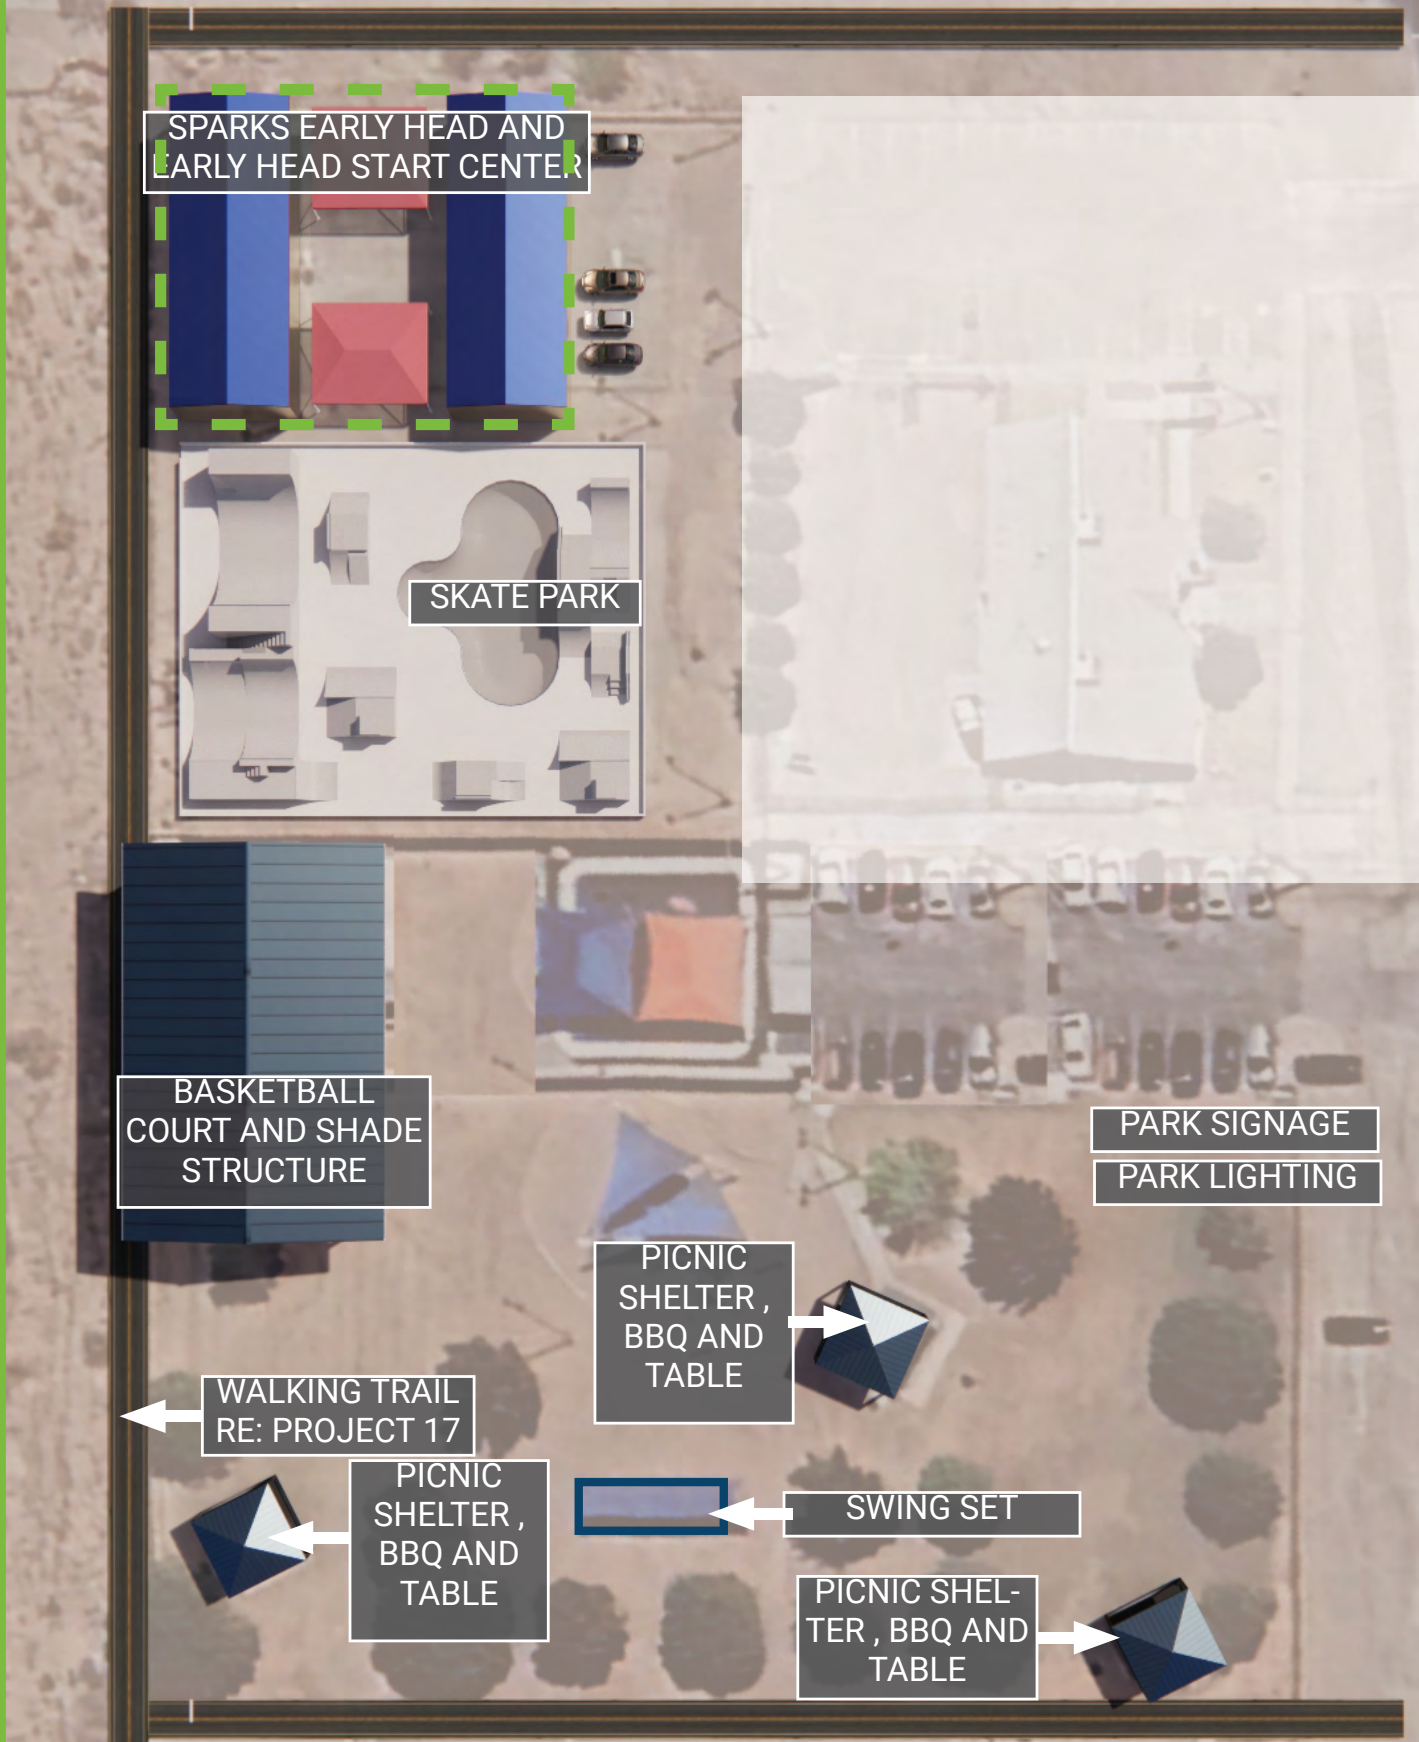 SPARKS EARLY HEAD AND
EARLY HEAD START CENTER
SKATE PARK
BASKETBALL
COURT AND SHADE
STRUCTURE
PARK SIGNAGE
PARK LIGHTING
PICNIC
SHELTER ,
BBQ AND
TABLE
WALKING TRAIL
RE: PROJECT 17
PICNIC
SHELTER ,
BBQ AND
TABLE
SWING SET
PICNIC SHEL-
TER , BBQ AND
TABLE